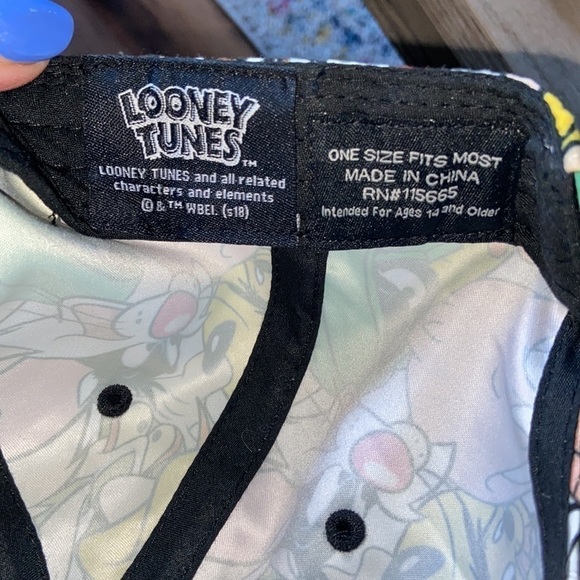 LOONEY
TUNES™
LOONEY TUNES and all related
characters and elements
© & ™ WBEI. (s18)
ONE SIZE FITS MOST
MADE IN CHINA
RN#115665
Intended For Ages 14 and Older